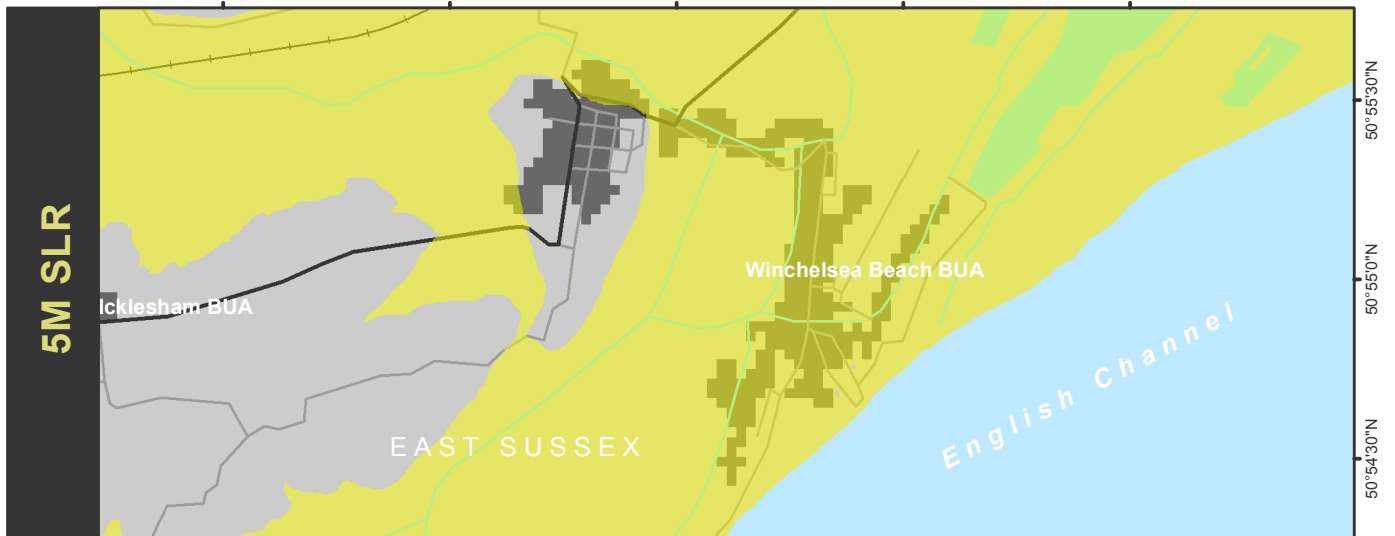 5M SLR
50°55'30"N
Winchelsea Beach BUA
50°55'0"N
Icklesham BUA
English Channel
EAST SUSSEX
50°54'30"N